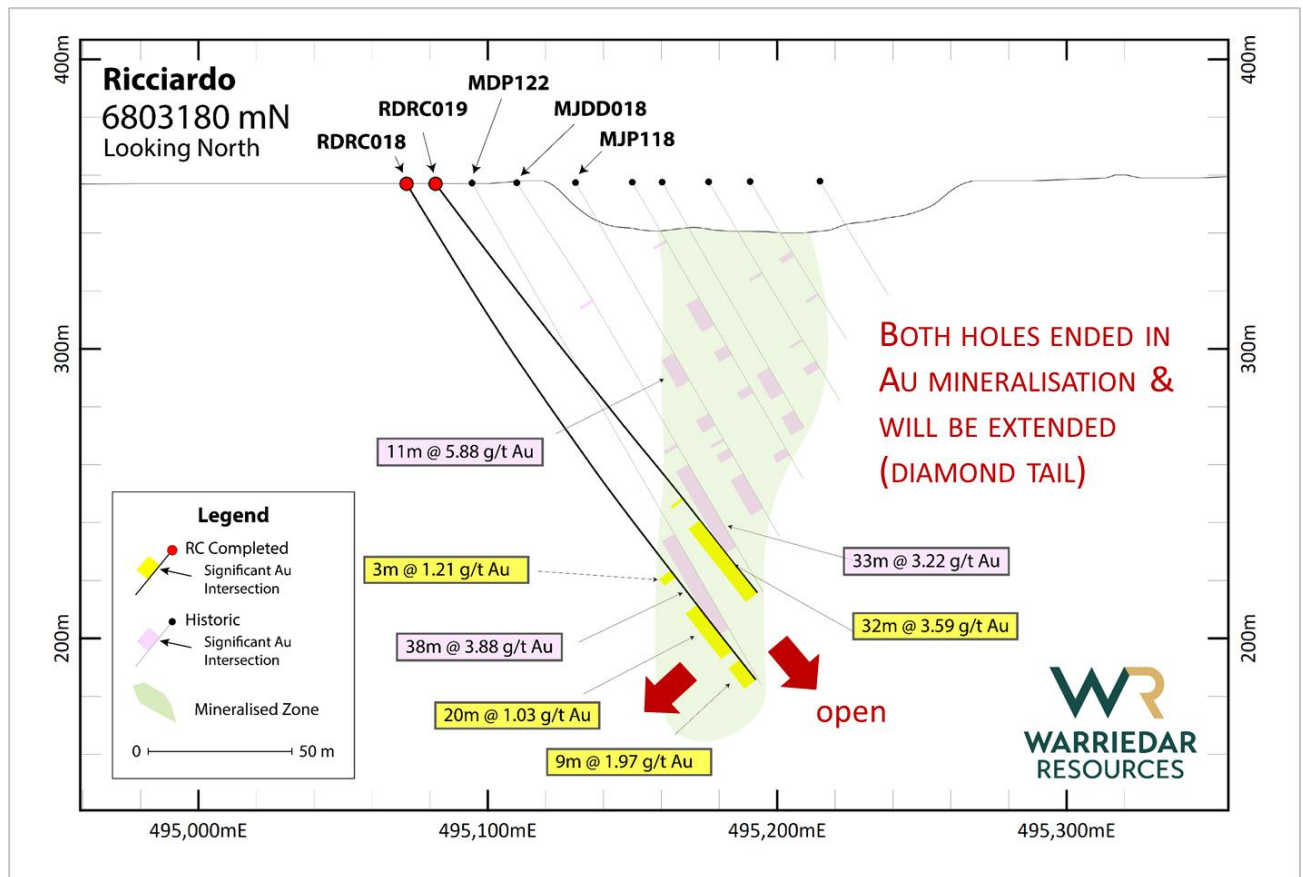 Ricciardo
6803180 mN
Looking North
RDRC018
RDRC019
MDP122
MJDD018
MJP118
400m
300m
200m
400m
300m
200m
BOTH HOLES ENDED IN
AU MINERALISATION &
WILL BE EXTENDED
(DIAMOND TAIL)
11m @ 5.88 g/t Au
3m @ 1.21 g/t Au
38m @ 3.88 g/t Au
20m @ 1.03 g/t Au
9m @ 1.97 g/t Au
33m @ 3.22 g/t Au
32m @ 3.59 g/t Au
open
Legend
RC Completed
Significant Au
Intersection
Historic
Significant Au
Intersection
Mineralised Zone
0 50 m
WR
WARRIEDAR
RESOURCES
495,000mE
495,100mE
495,200mE
495,300mE